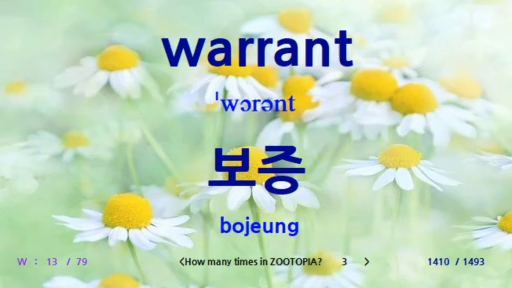 warrant
ˈwɔrənt
보증
bojeung
W : 13 / 79 <How many times in ZOOTOPIA? 3 > 1410 / 1493